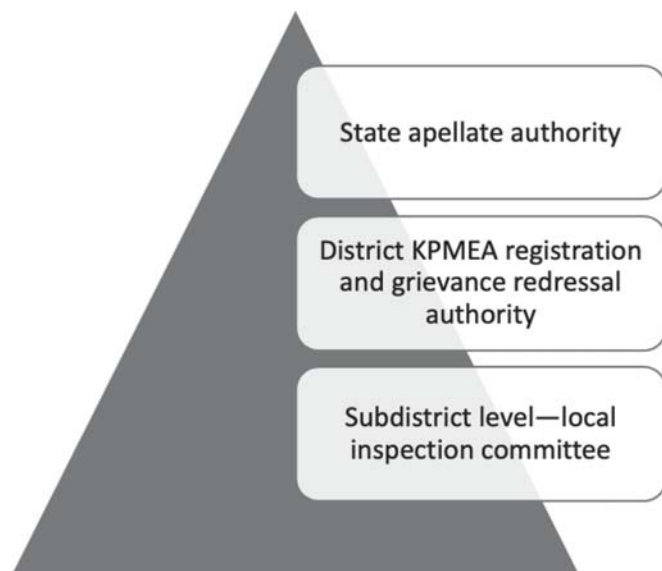 State apellate authority
District KPMEA registration
and grievance redressal
authority
Subdistrict level—local
inspection committee